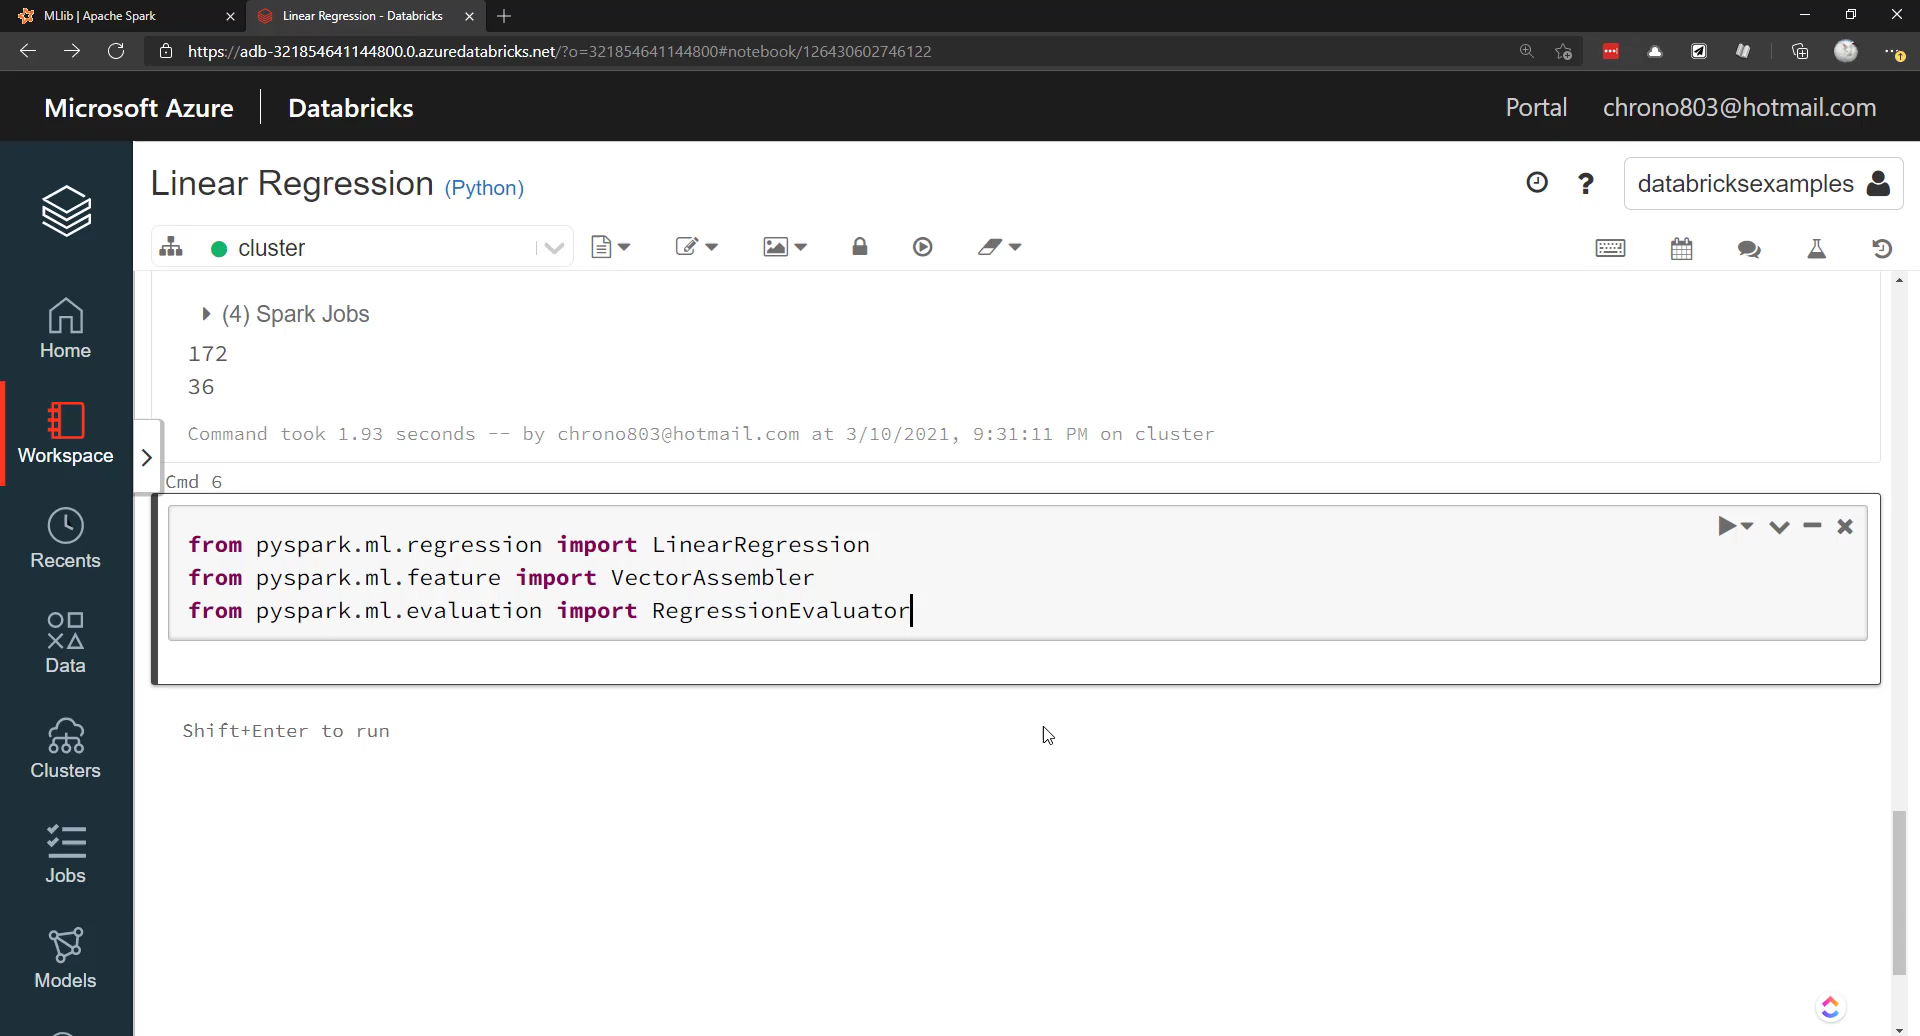 MLlib | Apache Spark
Linear Regression - Databricks
https://adb-321854641144800.0.azuredatabricks.net/?o=321854641144800#notebook/126430602746122
Microsoft Azure | Databricks
Portal
chrono803@hotmail.com
Linear Regression (Python)
databricksexamples
cluster
Home
Workspace
Recents
Data
Clusters
Jobs
Models
(4) Spark Jobs
172
36
Command took 1.93 seconds -- by chrono803@hotmail.com at 3/10/2021, 9:31:11 PM on cluster
Cmd 6
from pyspark.ml.regression import LinearRegression
from pyspark.ml.feature import VectorAssembler
from pyspark.ml.evaluation import RegressionEvaluator
Shift+Enter to run